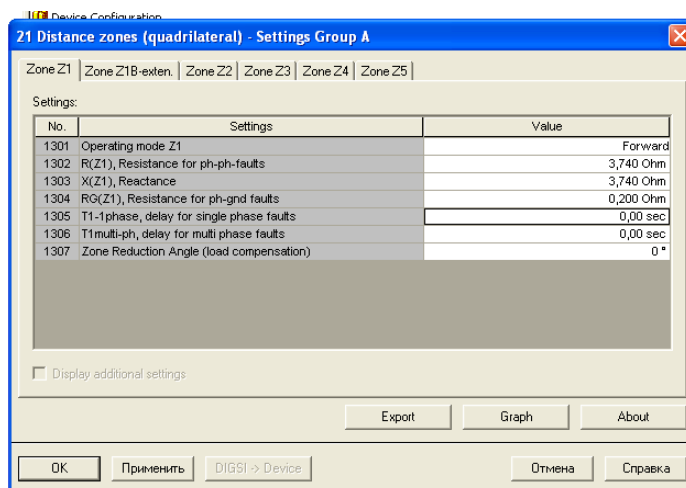 Device Configuration
21 Distance zones (quadrilateral) - Settings Group A
Zone Z1 Zone Z1B-exten. Zone Z2 Zone Z3 Zone Z4 Zone Z5
Settings:
No. Settings Value
1301 Operating mode Z1 Forward
1302 R(Z1), Resistance for ph-ph-faults 3,740 Ohm
1303 X(Z1), Reactance 3,740 Ohm
1304 RG(Z1), Resistance for ph-gnd faults 0,200 Ohm
1305 T1-1phase, delay for single phase faults 0,00 sec
1306 T1multi-ph, delay for multi phase faults 0,00 sec
1307 Zone Reduction Angle (load compensation) 0 °
Display additional settings
Export Graph About
OK Применить DIGSI -> Device Отмена Справка